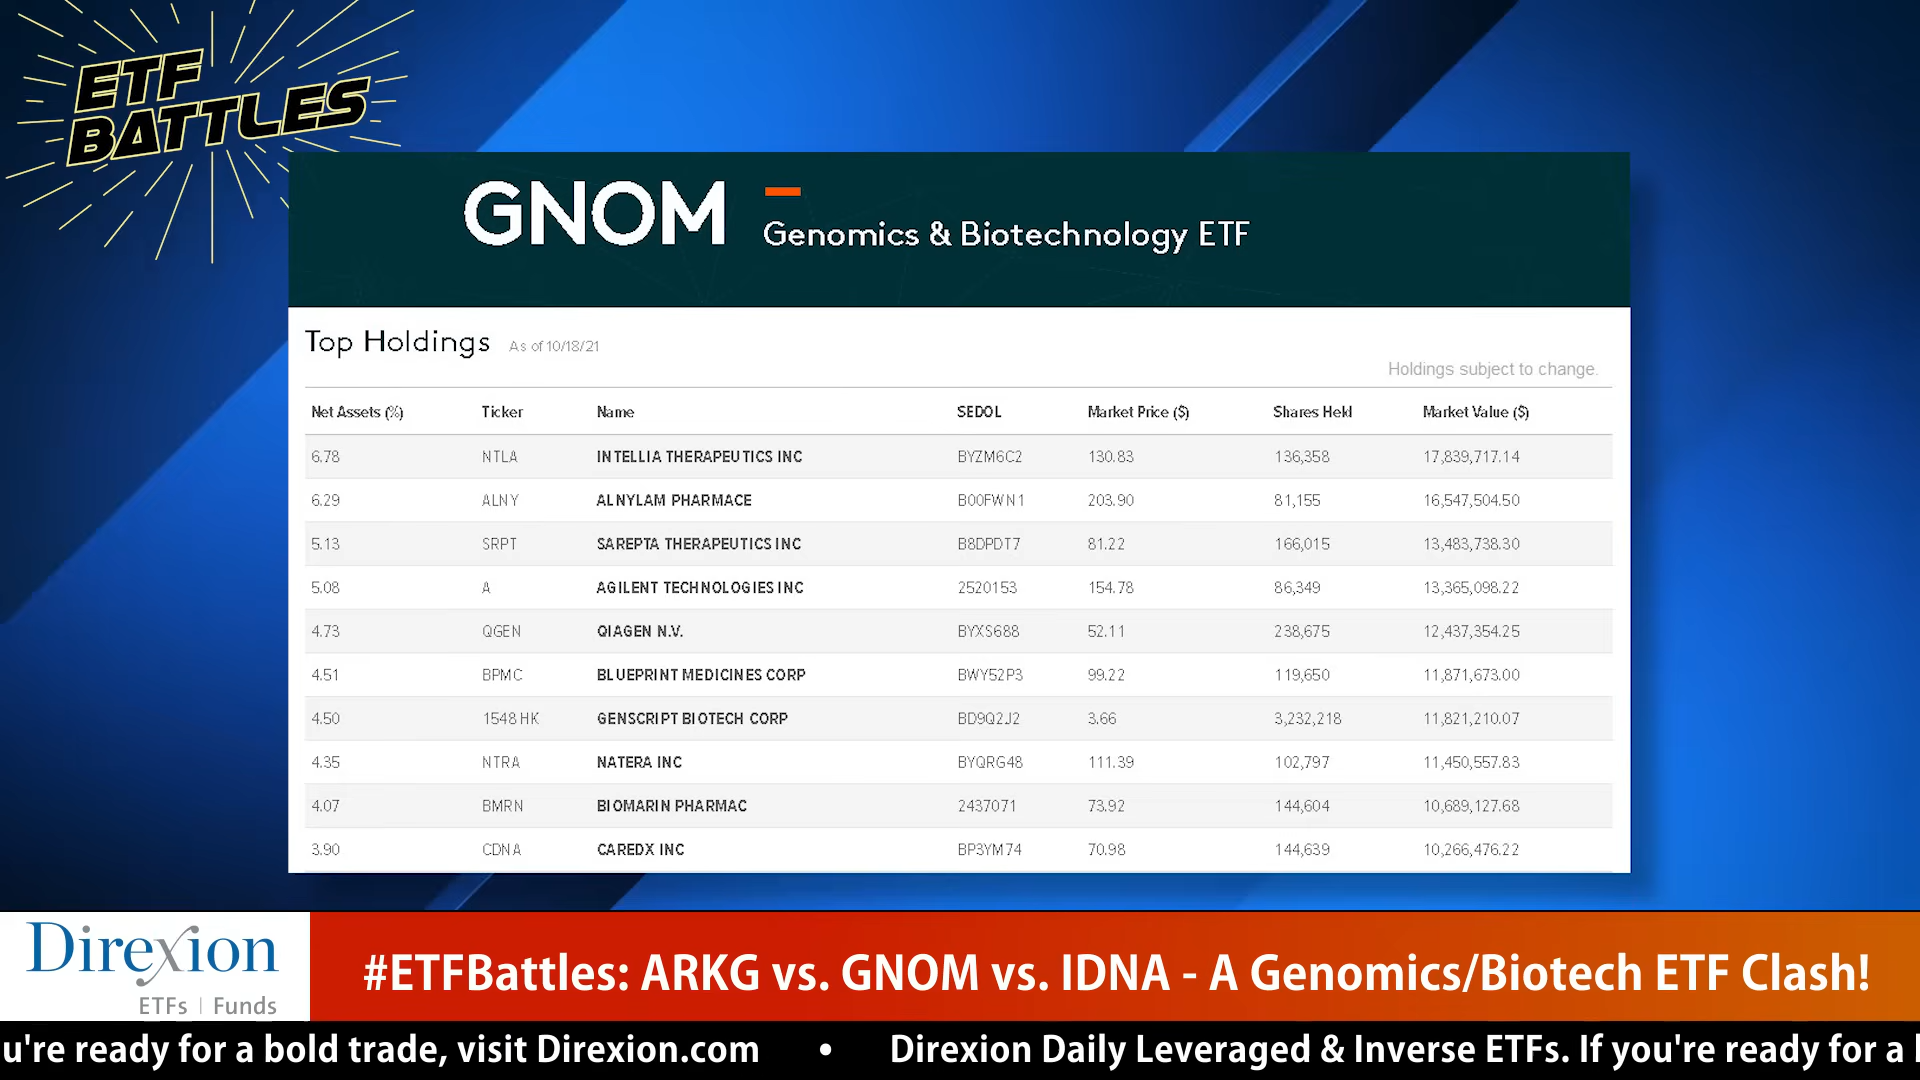 ETF
BATTLES
GNOM
Genomics & Biotechnology ETF
Top Holdings As of 10/18/21
Holdings subject to change.
Net Assets (%) Ticker Name SEDOL Market Price ($) Shares Held Market Value ($)
6.78 NTLA INTELLIA THERAPEUTICS INC BYZM6C2 130.83 136,358 17,839,717.14
6.29 ALNY ALNYLAM PHARMACE B00FWN1 203.90 81,155 16,547,504.50
5.13 SRPT SAREPTA THERAPEUTICS INC B8DPDT7 81.22 166,015 13,483,738.30
5.08 A AGILENT TECHNOLOGIES INC 2520153 154.78 86,349 13,365,098.22
4.73 QGEN QIAGEN N.V. BYXS688 52.11 238,675 12,437,354.25
4.51 BPMC BLUEPRINT MEDICINES CORP BWY52P3 99.22 119,650 11,871,673.00
4.50 1548 HK GENSCRIPT BIOTECH CORP BD9Q2J2 3.66 3,232,218 11,821,210.07
4.35 NTRA NATERA INC BYQRG48 111.39 102,797 11,450,557.83
4.07 BMRN BIOMARIN PHARMAC 2437071 73.92 144,604 10,689,127.68
3.90 CDNA CAREDX INC BP3YM74 70.98 144,639 10,266,476.22
Direxion
ETFs | Funds
#ETFBattles: ARKG vs. GNOM vs. IDNA - A Genomics/Biotech ETF Clash!
u're ready for a bold trade, visit Direxion.com • Direxion Daily Leveraged & Inverse ETFs. If you're ready for a